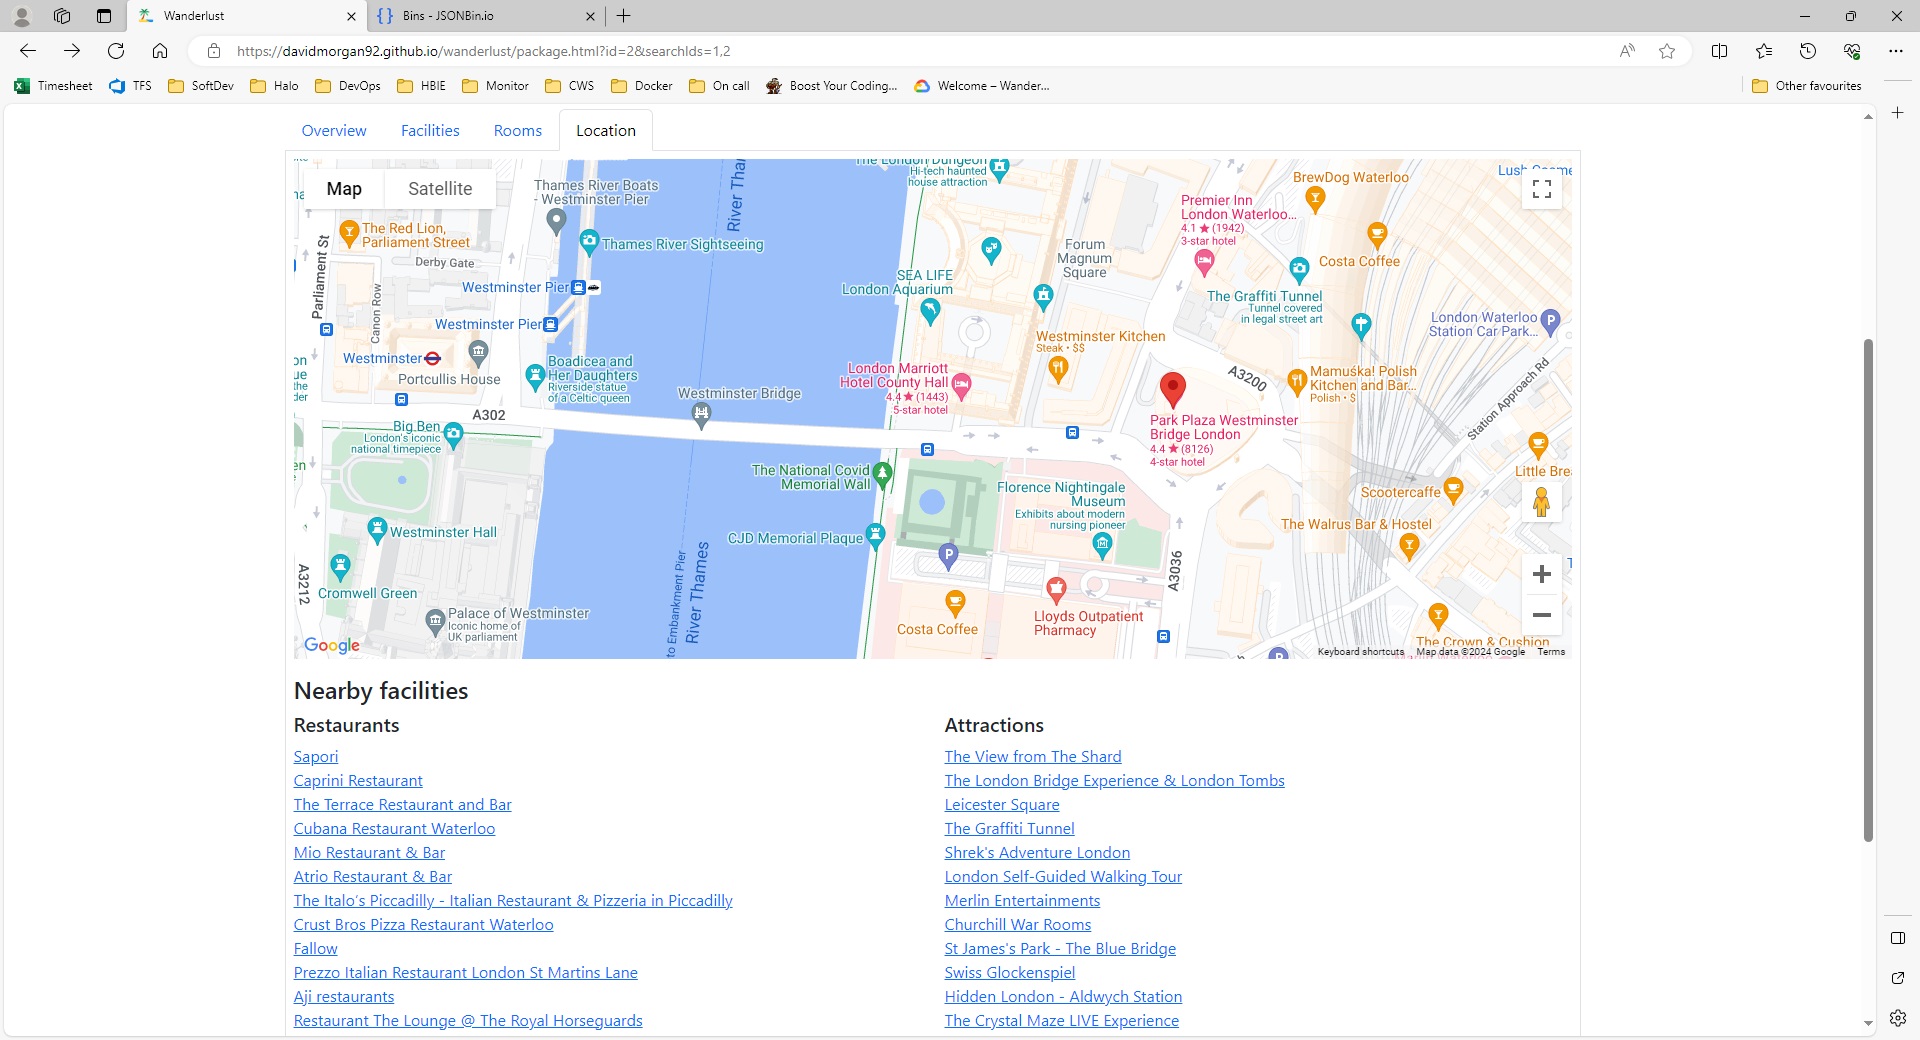 Wanderlust
Bins - JSONBin.io
https://davidmorgan92.github.io/wanderlust/package.html?id=2&searchIds=1,2
Timesheet
TFS
SoftDev
Halo
DevOps
HBIE
Monitor
CWS
Docker
On call
Boost Your Coding...
Welcome – Wander...
Other favourites
Overview
Facilities
Rooms
Location
Map
Satellite
Thames River Boats
- Westminster Pier
River Tha
The London Dungeon
Hi-tech haunted
house attraction
Premier Inn
London Waterloo...
4.1 ★ (1942)
3-star hotel
BrewDog Waterloo
The Red Lion,
Parliament Street
Derby Gate
Parliament St
Canon Row
Thames River Sightseeing
Westminster Pier
Westminster Pier
SEA LIFE
London Aquarium
Forum
Magnum
Square
Costa Coffee
The Graffiti Tunnel
Tunnel covered
in legal street art
London Waterloo
Station Car Park...
Westminster
Portcullis House
Boadicea and
Her Daughters
Riverside statue
of a Celtic queen
Westminster Kitchen
Steak • $$
London Marriott
Hotel County Hall
4.4 ★ (1443)
5-star hotel
Westminster Bridge
A302
A3200
Mamuśka! Polish
Kitchen and Bar...
Polish • $
Station Approach Rd
Park Plaza Westminster
Bridge London
4.4 ★ (8126)
4-star hotel
Big Ben
London's iconic
national timepiece
The National Covid
Memorial Wall
Florence Nightingale
Museum
Exhibits about modern
nursing pioneer
Little Bre
Scootercaffe
The Walrus Bar & Hostel
Westminster Hall
CJD Memorial Plaque
P
A3212
Cromwell Green
to Embankment Pier
River Thames
A3036
Palace of Westminster
Iconic home of
UK parliament
Costa Coffee
Lloyds Outpatient
Pharmacy
The Crown & Cushion
Google
Keyboard shortcuts
Map data ©2024 Google
Terms
Nearby facilities
Restaurants
Sapori
Caprini Restaurant
The Terrace Restaurant and Bar
Cubana Restaurant Waterloo
Mio Restaurant & Bar
Atrio Restaurant & Bar
The Italo's Piccadilly - Italian Restaurant & Pizzeria in Piccadilly
Crust Bros Pizza Restaurant Waterloo
Fallow
Prezzo Italian Restaurant London St Martins Lane
Aji restaurants
Restaurant The Lounge @ The Royal Horseguards
Attractions
The View from The Shard
The London Bridge Experience & London Tombs
Leicester Square
The Graffiti Tunnel
Shrek's Adventure London
London Self-Guided Walking Tour
Merlin Entertainments
Churchill War Rooms
St James's Park - The Blue Bridge
Swiss Glockenspiel
Hidden London - Aldwych Station
The Crystal Maze LIVE Experience